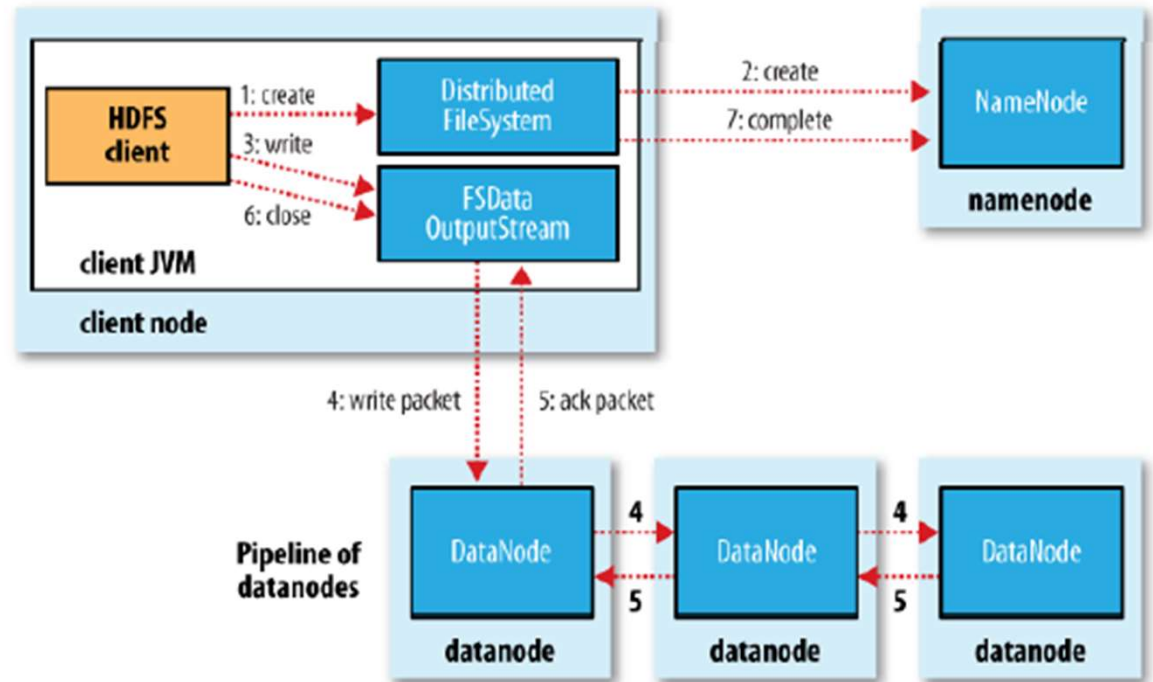 HDFS
client
1: create
3: write
6: close
Distributed
FileSystem
FSData
OutputStream
client JVM
client node
2: create
7: complete
NameNode
namenode
4: write packet
5: ack packet
Pipeline of
datanodes
DataNode
datanode
4
5
DataNode
datanode
4
5
DataNode
datanode